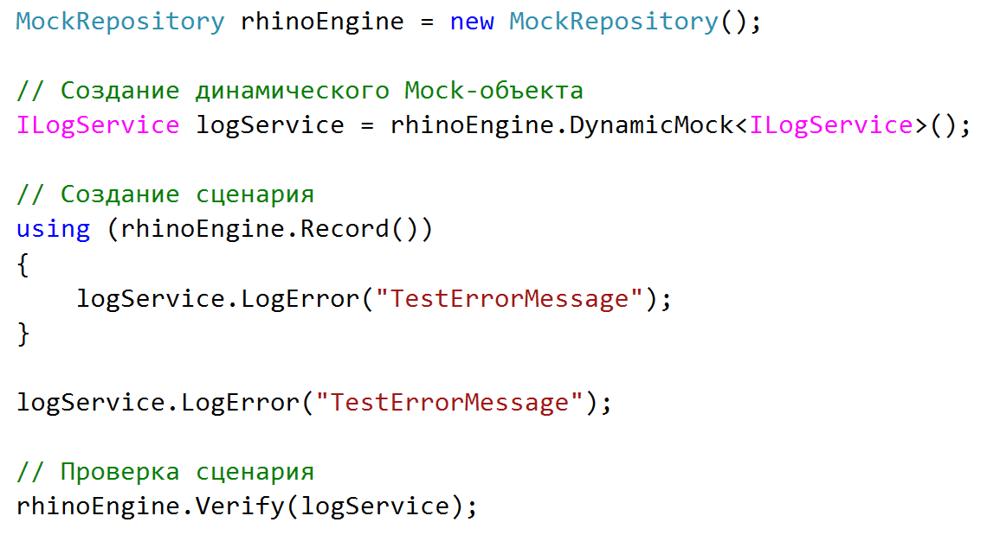 MockRepository rhinoEngine = new MockRepository();
// Создание динамического Mock-объекта
ILogService logService = rhinoEngine.DynamicMock<ILogService>();
// Создание сценария
using (rhinoEngine.Record())
{
    logService.LogError("TestErrorMessage");
}
logService.LogError("TestErrorMessage");
// Проверка сценария
rhinoEngine.Verify(logService);